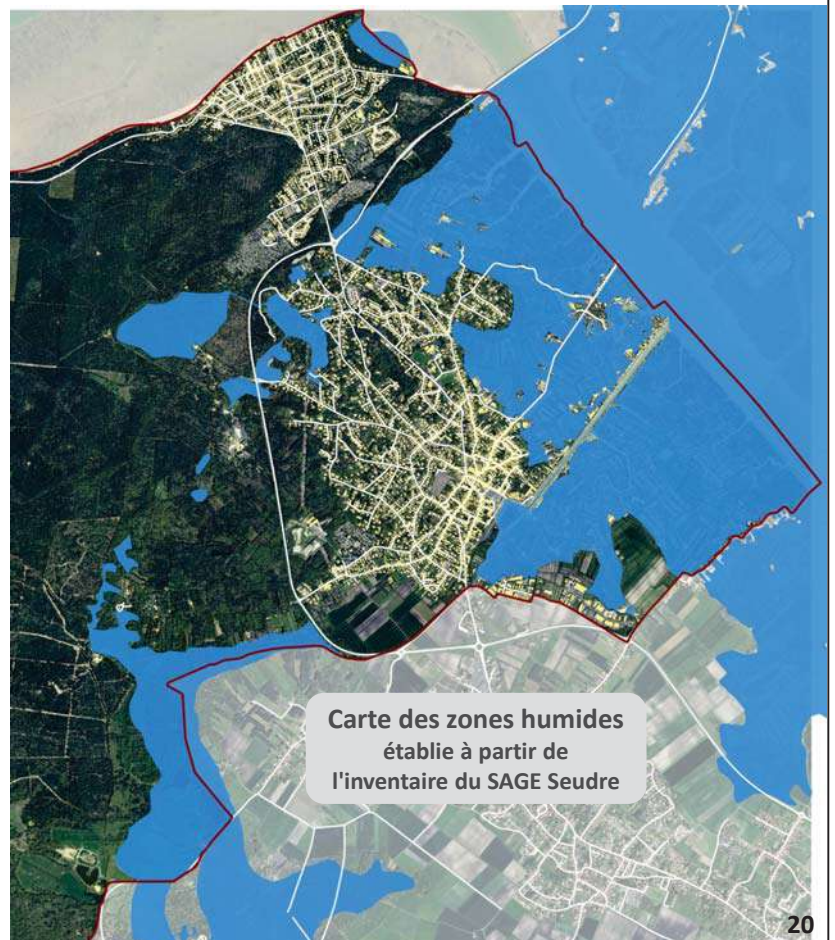 Carte des zones humides
établie à partir de
l'inventaire du SAGE Seudre
20